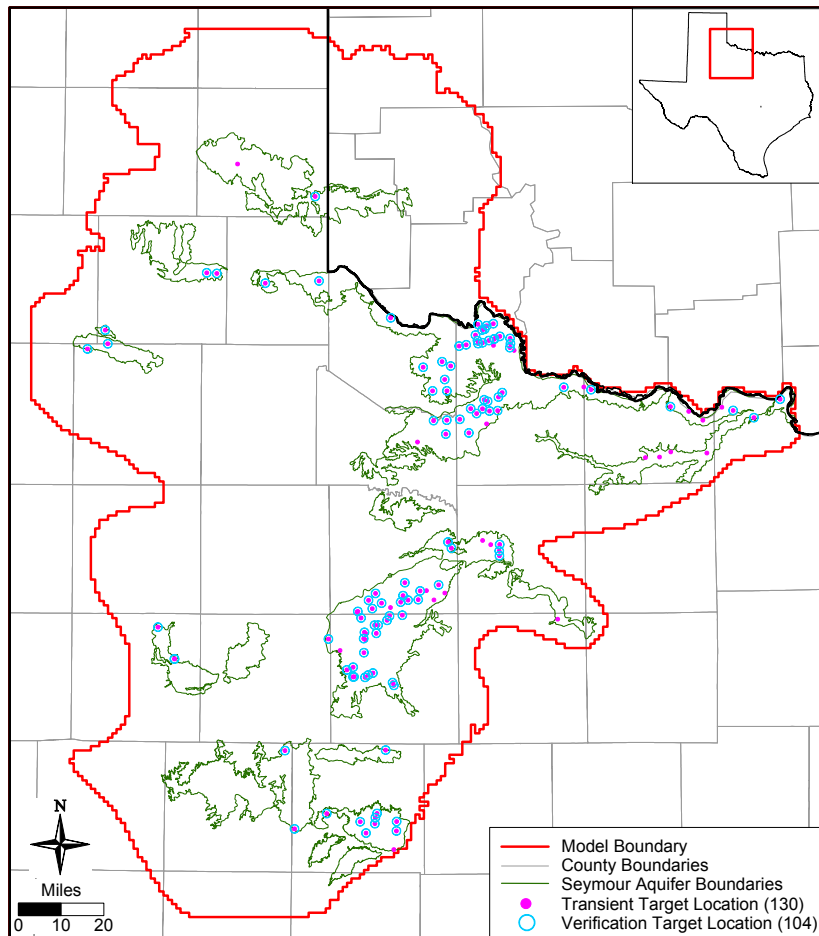 N
Miles
0 10 20
Model Boundary
County Boundaries
Seymour Aquifer Boundaries
Transient Target Location (130)
Verification Target Location (104)